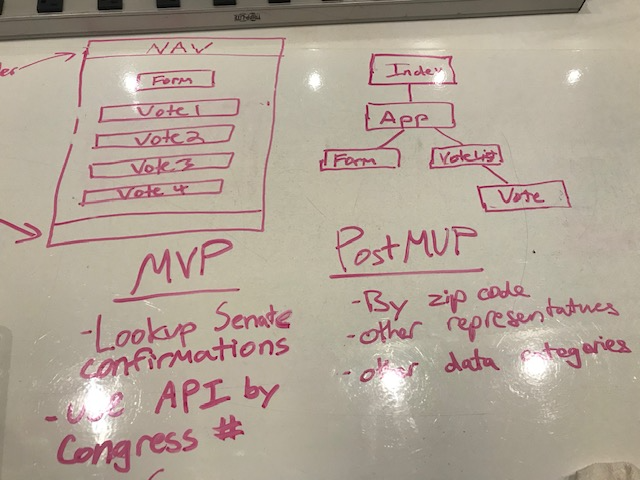 NAV
Form
Vote 1
Vote 2
Vote 3
Vote 4
Index
App
Form
VoteList
Vote
MVP
-Lookup Senate
confirmations
-use API by
Congress #
PostMVP
-By zip code
-other representatives
-other data categories